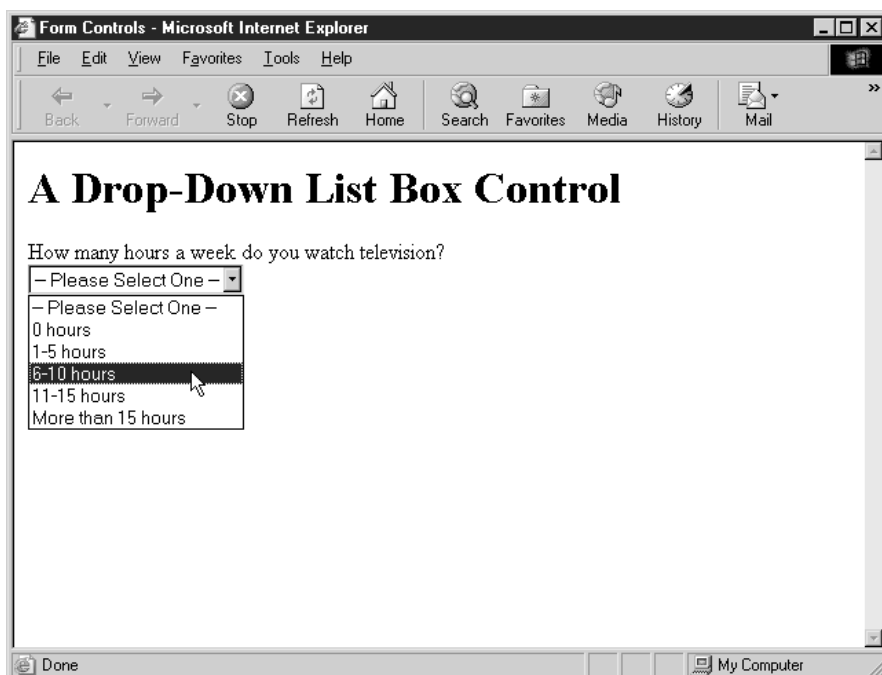 Form Controls - Microsoft Internet Explorer
File Edit View Favorites Tools Help
Back Forward Stop Refresh Home Search Favorites Media History Mail »
A Drop-Down List Box Control
How many hours a week do you watch television?
-- Please Select One --
-- Please Select One --
0 hours
1-5 hours
6-10 hours
11-15 hours
More than 15 hours
Done My Computer